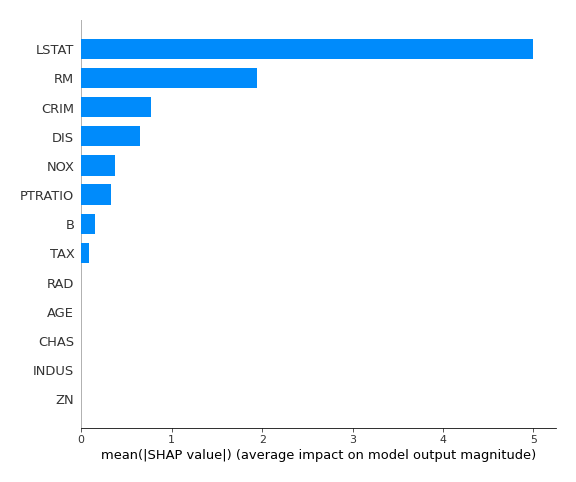 LSTAT
RM
CRIM
DIS
NOX
PTRATIO
B
TAX
RAD
AGE
CHAS
INDUS
ZN
0 1 2 3 4 5
mean(|SHAP value|) (average impact on model output magnitude)